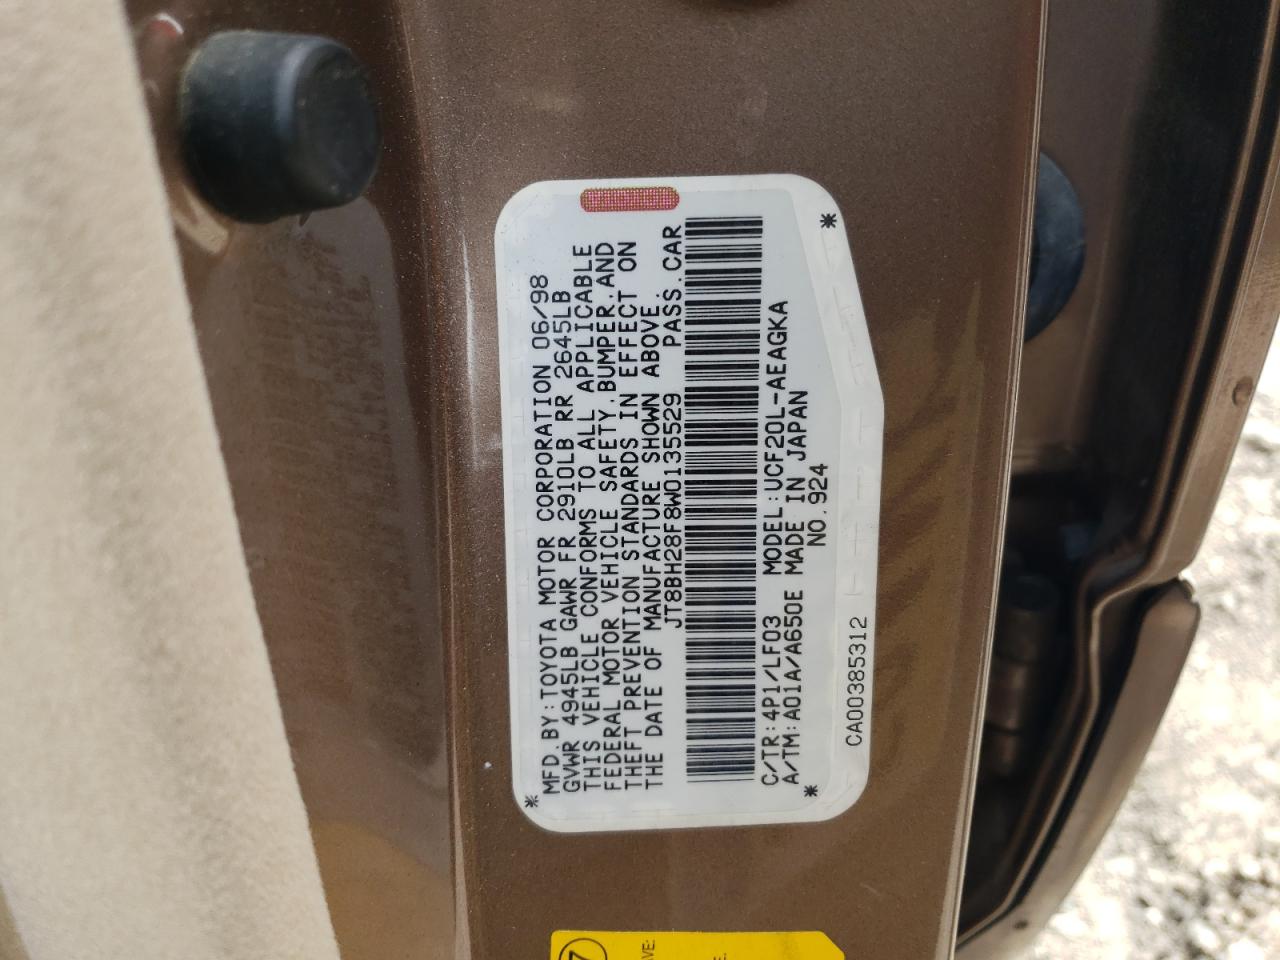 MFD.BY:TOYOTA MOTOR CORPORATION 06/98
GVWR 4945LB GAWR FR 2910LB RR 2645LB
THIS VEHICLE CONFORMS TO ALL APPLICABLE
FEDERAL MOTOR VEHICLE SAFETY,BUMPER,AND
THEFT PREVENTION STANDARDS IN EFFECT ON
THE DATE OF MANUFACTURE SHOWN ABOVE.
JT8BH28F8W0135529 PASS.CAR
C/TR:4P1/LF03 MODEL:UCF20L-AEAGKA
A/TM:A01A/A650E MADE IN JAPAN
NO.924
CA00385312
7